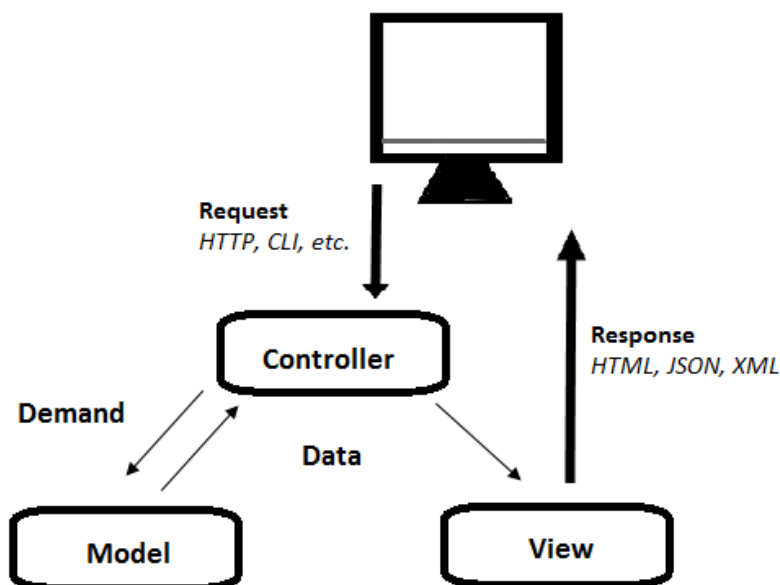 Request
HTTP, CLI, etc.
Controller
Response
HTML, JSON, XML
Demand
Data
Model
View